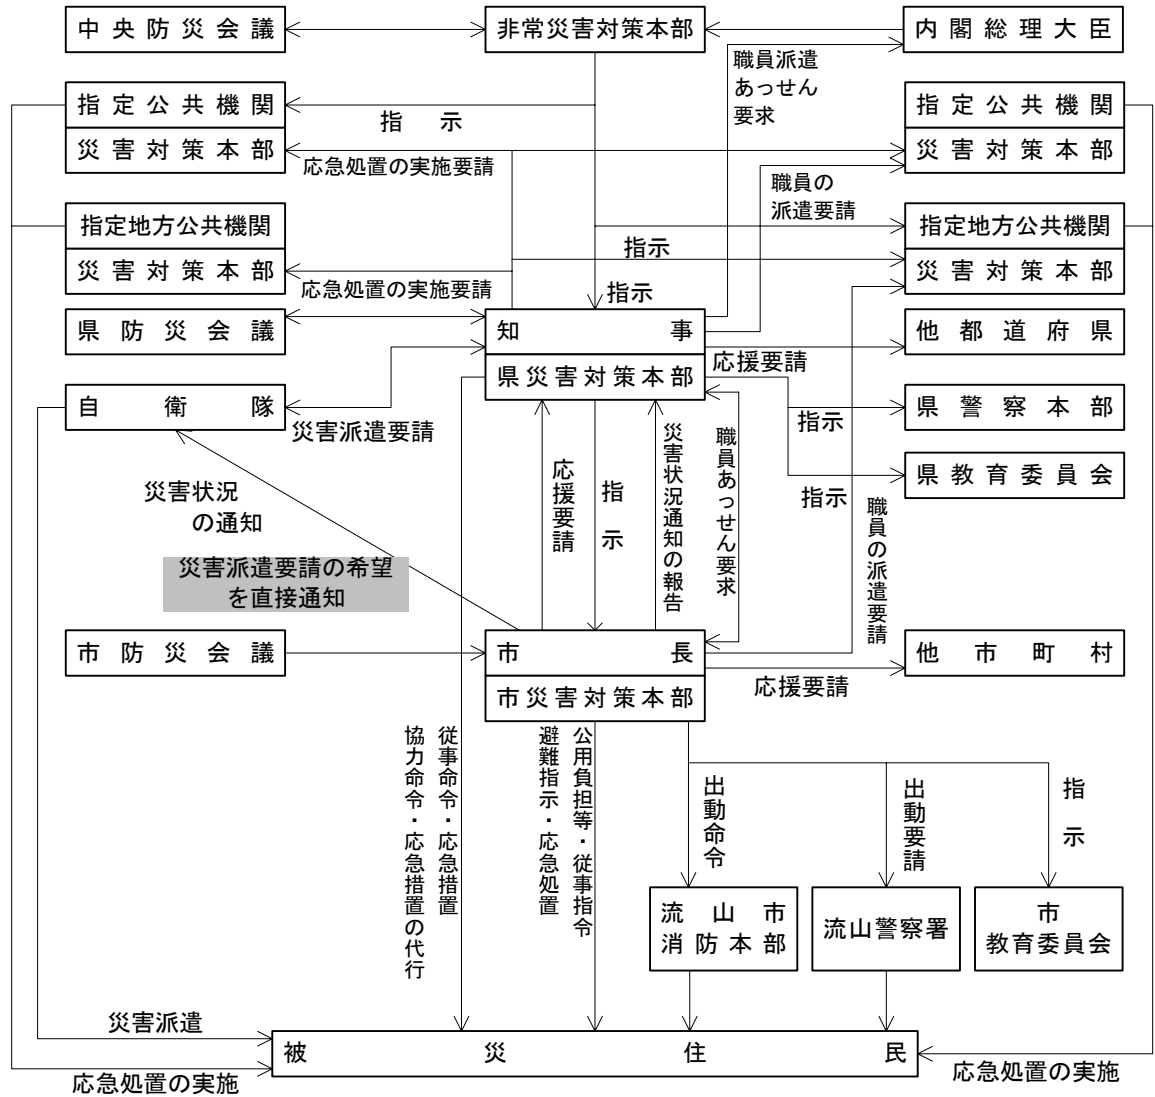 中央防災会議
非常災害対策本部
内閣総理大臣
職員派遣
あっせん
要求
指定公共機関
災害対策本部
指示
応急処置の実施要請
指定公共機関
災害対策本部
職員の
派遣要請
指定地方公共機関
災害対策本部
指示
指定地方公共機関
災害対策本部
応急処置の実施要請
指示
県防災会議
知事
県災害対策本部
他都道府県
応援要請
自衛隊
災害派遣要請
県警察本部
指示
県教育委員会
指示
災害状況
の通知
災害派遣要請の希望
を直接通知
応援要請
指示
災害状況通知の報告
職員あっせん要求
職員の派遣要請
市防災会議
市長
市災害対策本部
他市町村
応援要請
従事命令・応急措置
協力命令・応急措置の代行
公用負担等・従事指令
避難指示・応急処置
出動命令
出動要請
指示
流山市
消防本部
流山警察署
市
教育委員会
災害派遣
被災住民
応急処置の実施
応急処置の実施